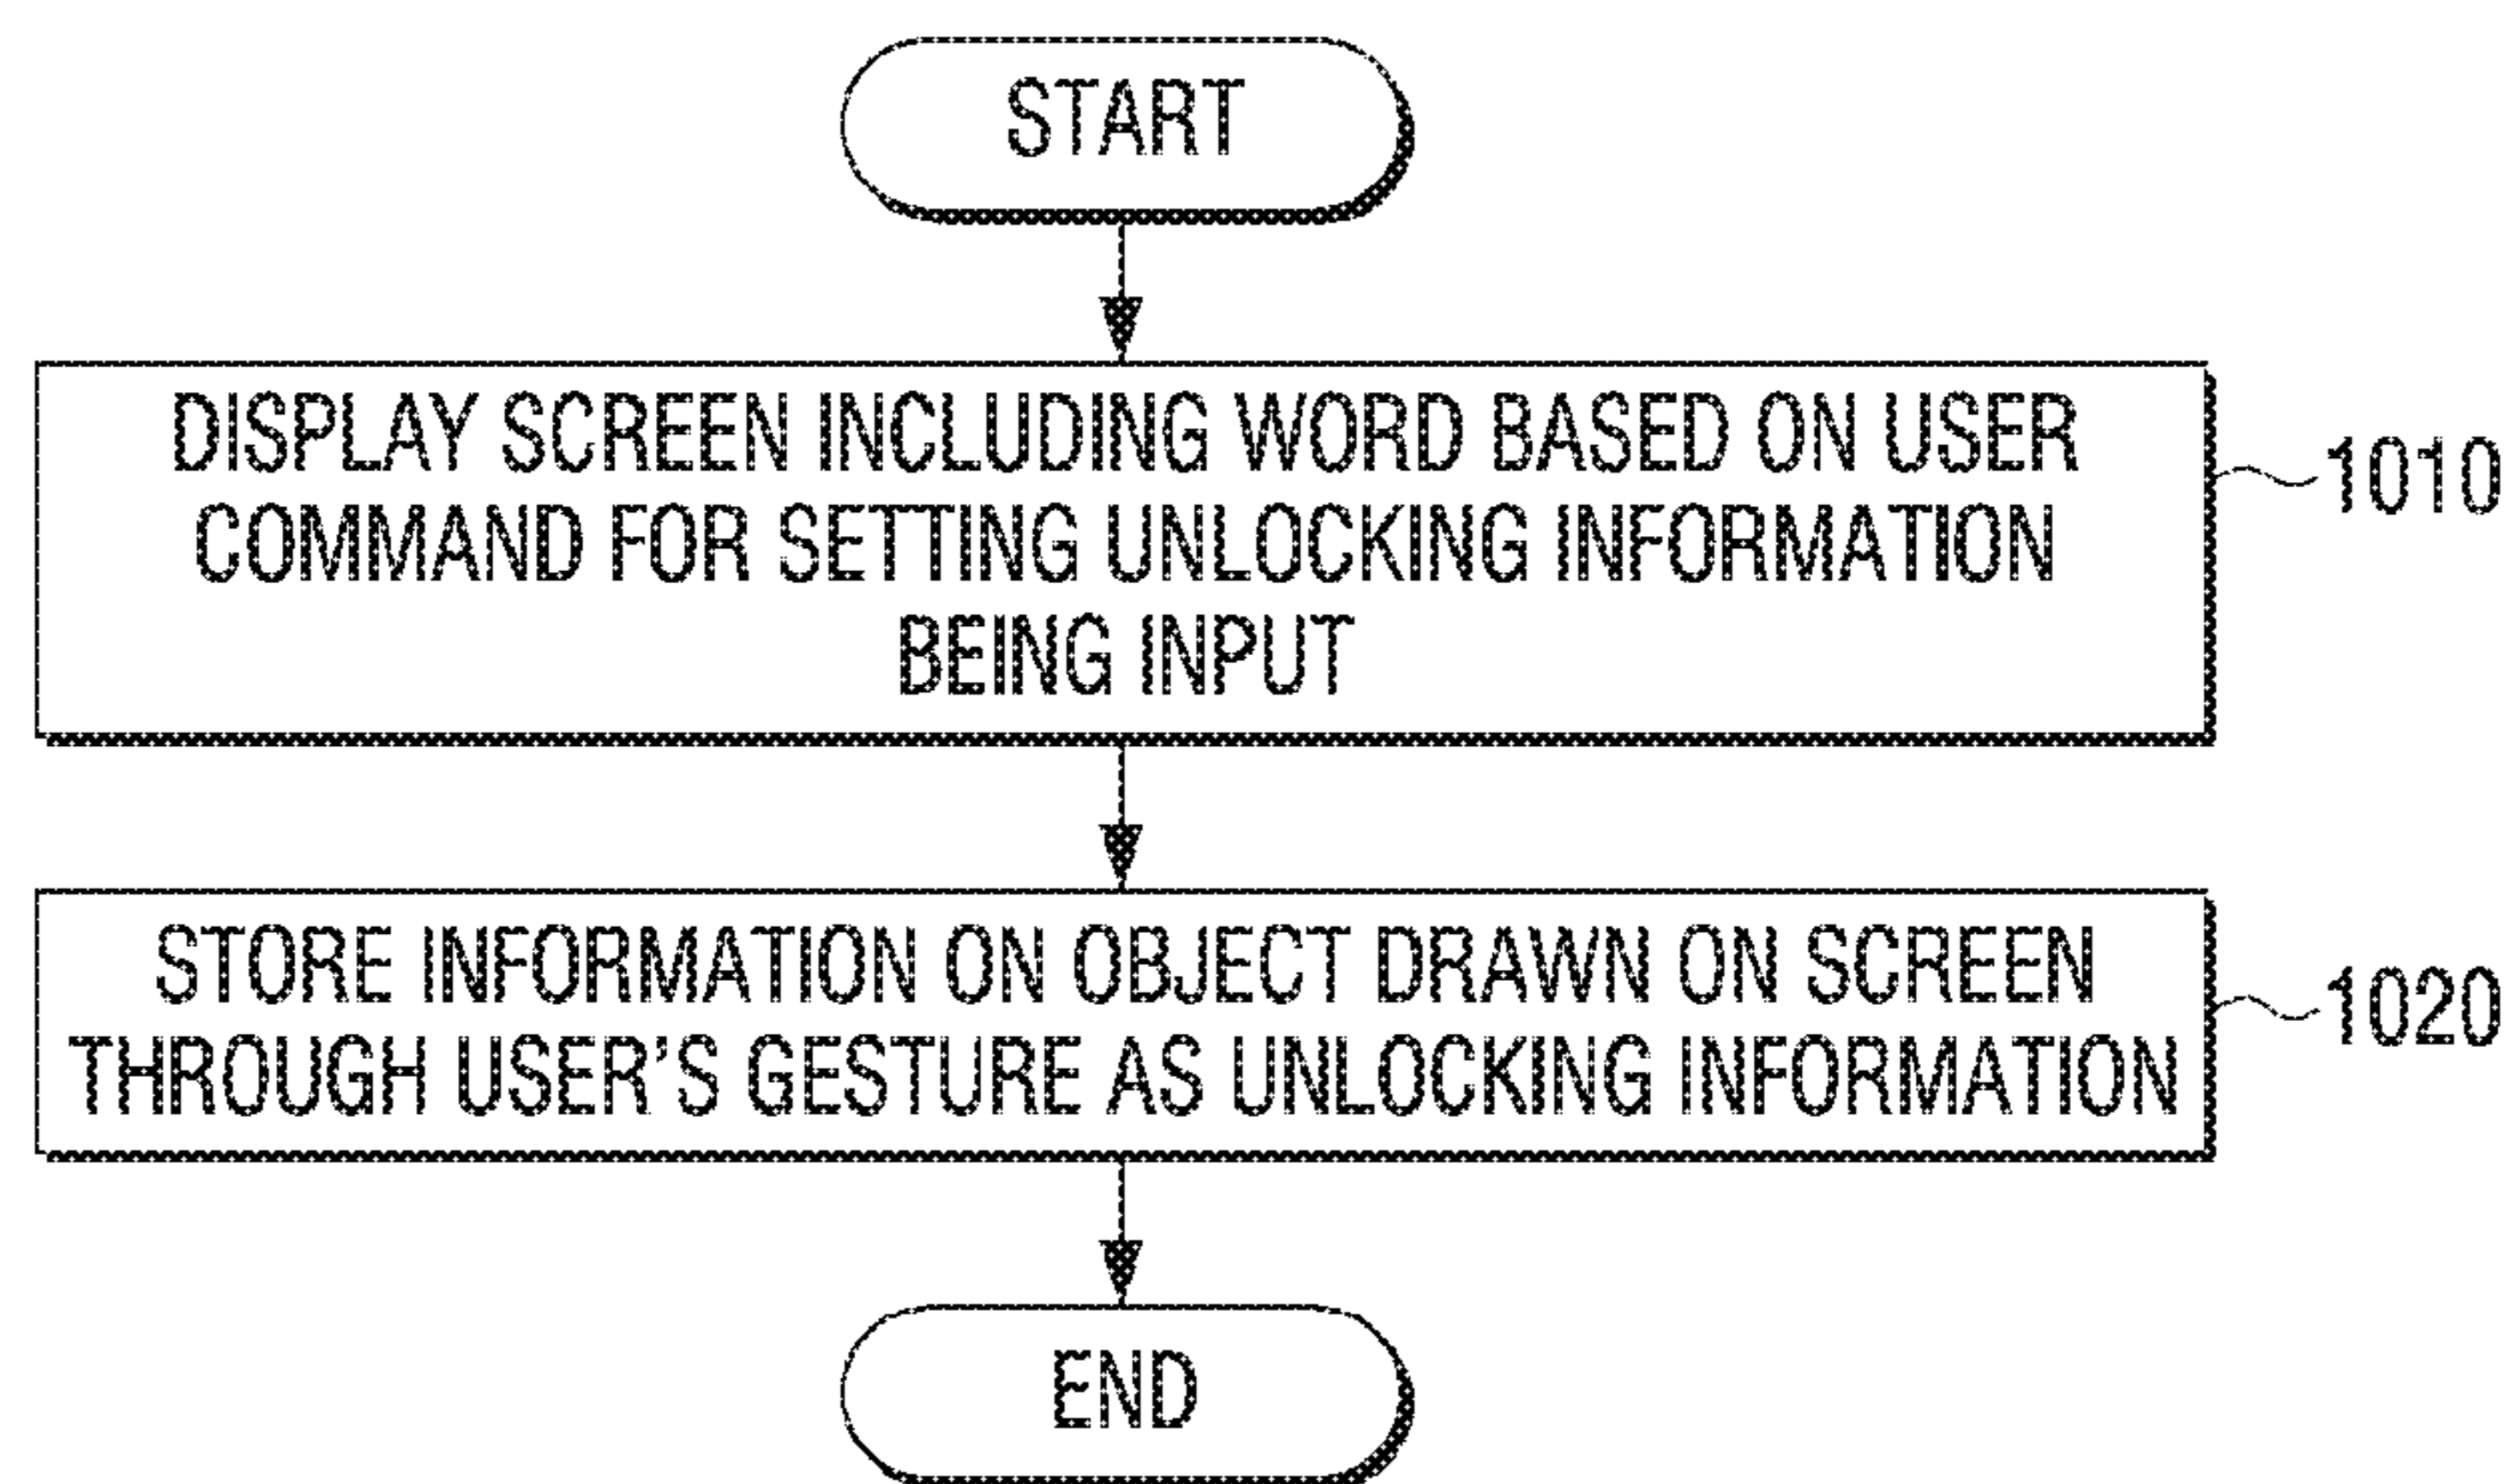 START
DISPLAY SCREEN INCLUDING WORD BASED ON USER
COMMAND FOR SETTING UNLOCKING INFORMATION
BEING INPUT
1010
STORE INFORMATION ON OBJECT DRAWN ON SCREEN
THROUGH USER'S GESTURE AS UNLOCKING INFORMATION
1020
END